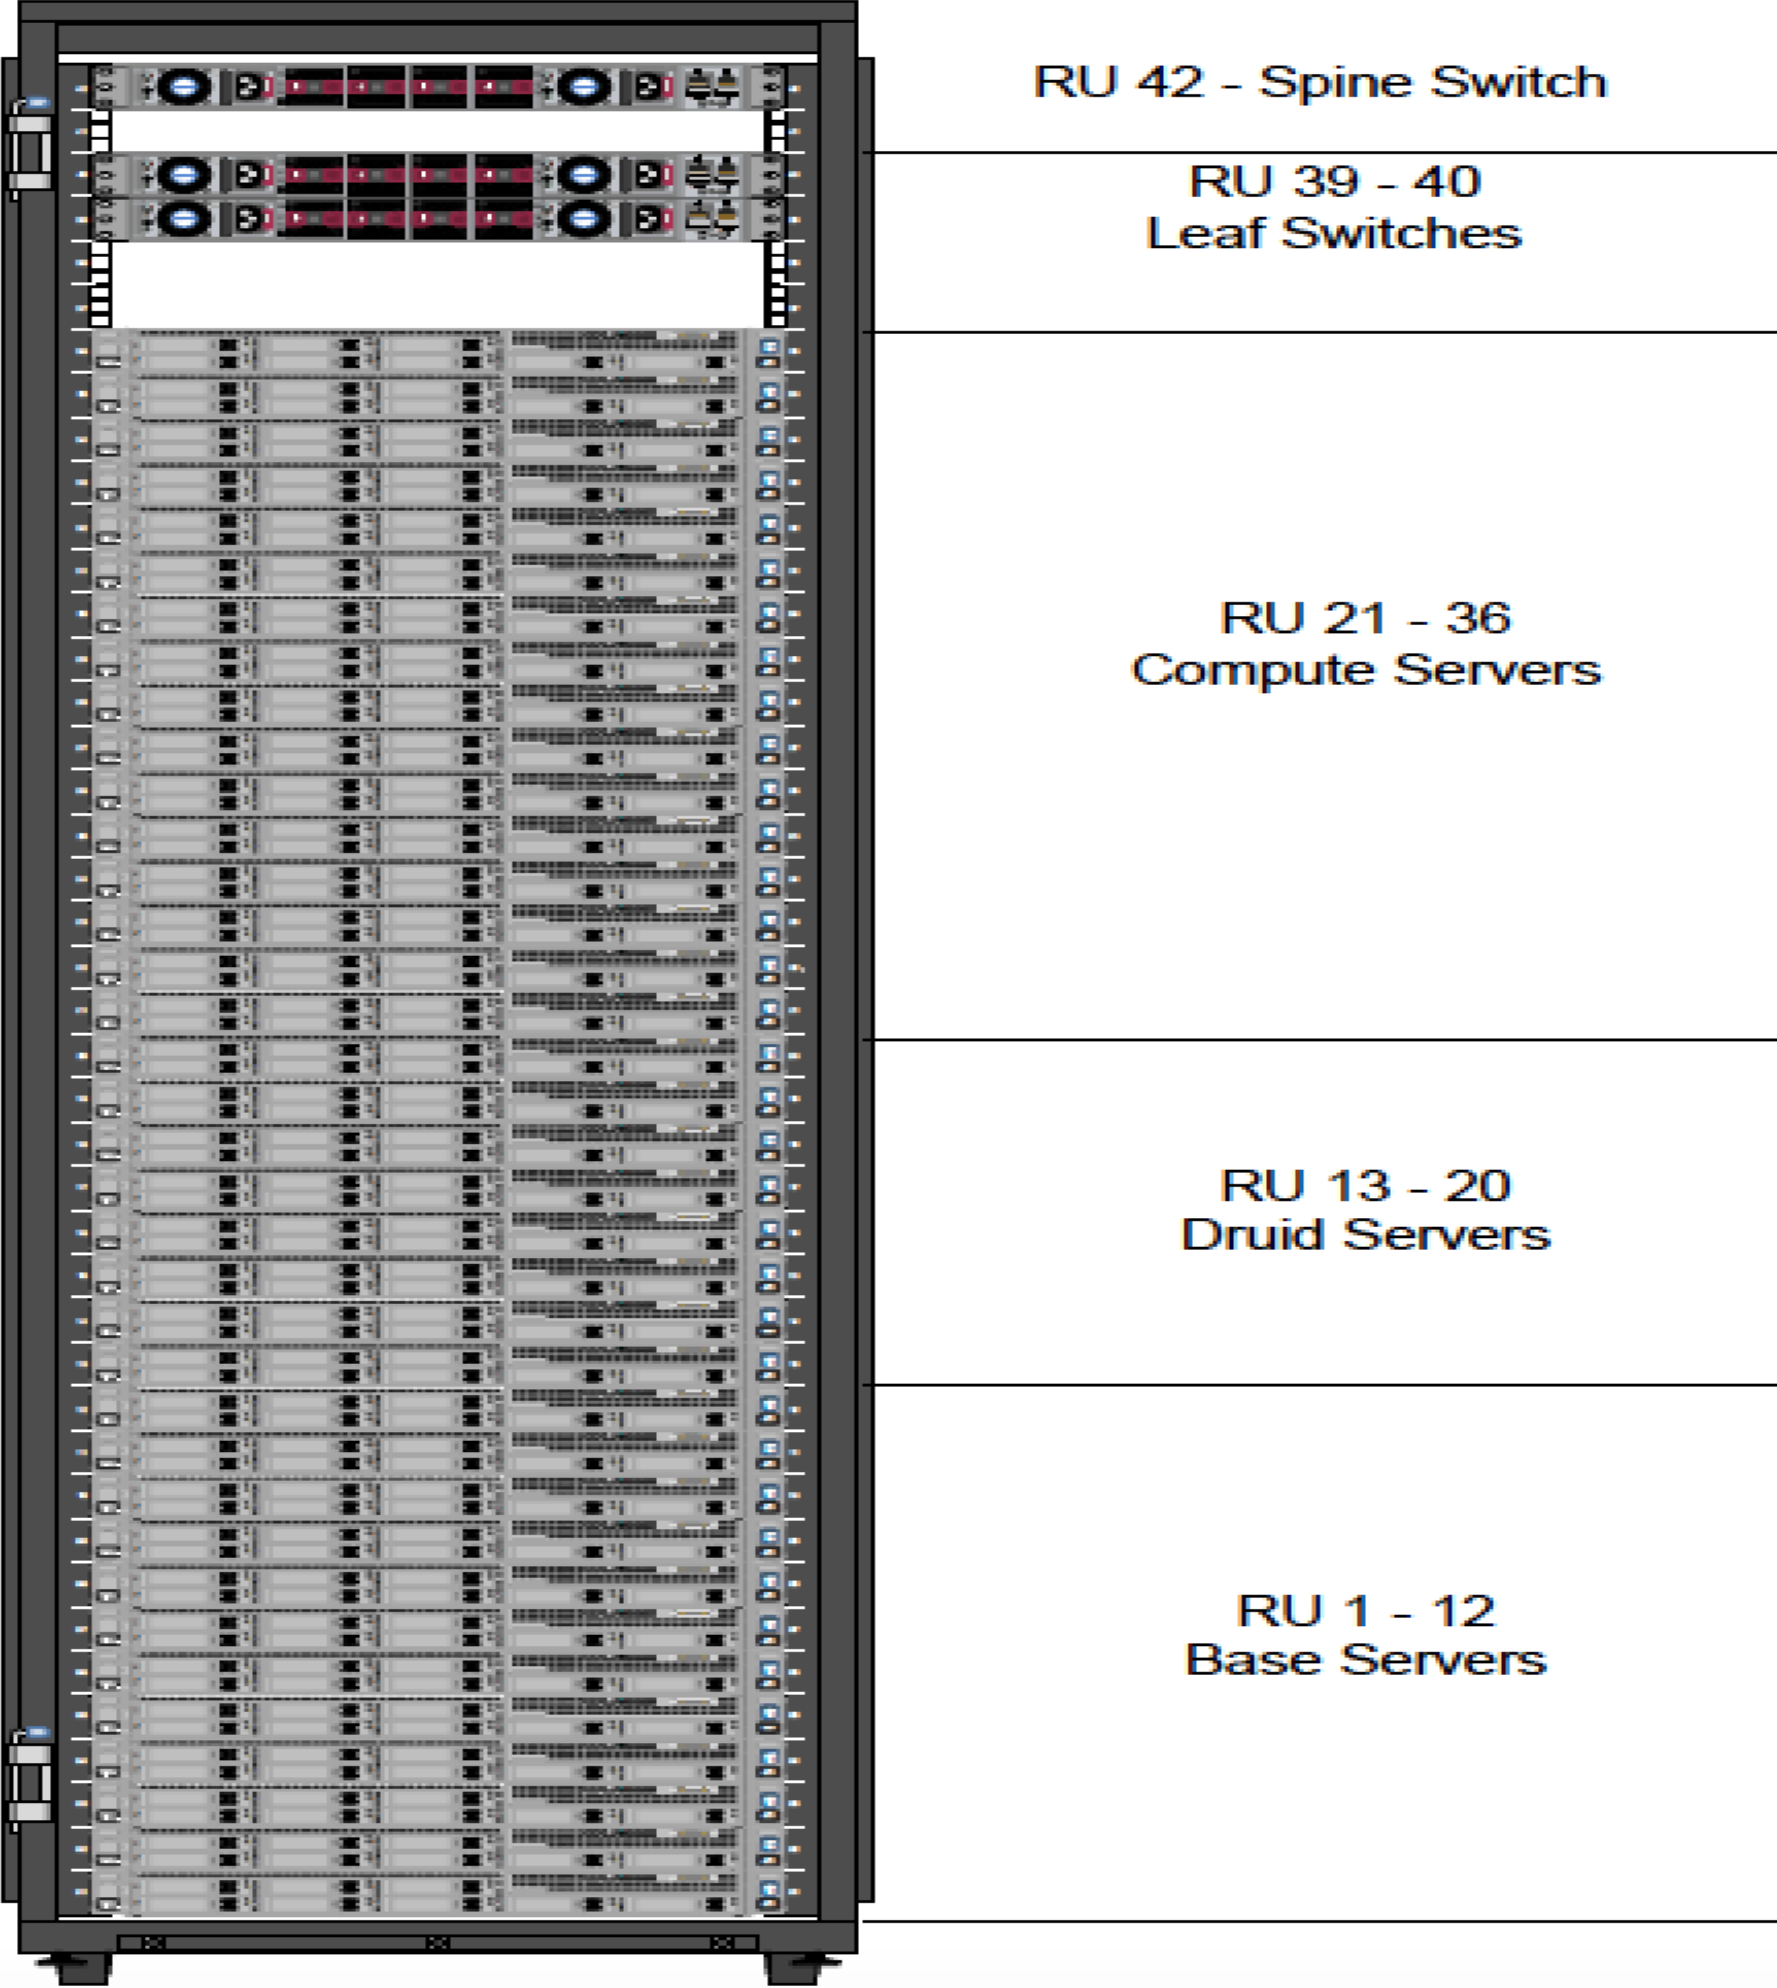 RU 42 - Spine Switch
RU 39 - 40
Leaf Switches
RU 21 - 36
Compute Servers
RU 13 - 20
Druid Servers
RU 1 - 12
Base Servers